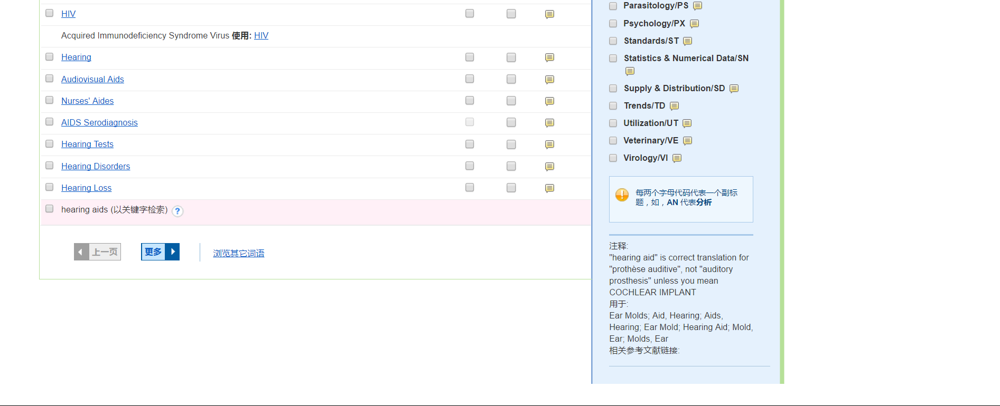 HIV
Acquired Immunodeficiency Syndrome Virus 使用: HIV
Hearing
Audiovisual Aids
Nurses' Aides
AIDS Serodiagnosis
Hearing Tests
Hearing Disorders
Hearing Loss
hearing aids (以关键字检索) ?
上一页 更多 浏览其它词语
Parasitology/PS
Psychology/PX
Standards/ST
Statistics & Numerical Data/SN
Supply & Distribution/SD
Trends/TD
Utilization/UT
Veterinary/VE
Virology/VI
每两个字母代码代表一个副标
题，如，AN 代表分析
注释:
"hearing aid" is correct translation for
"prothèse auditive", not "auditory
prosthesis" unless you mean
COCHLEAR IMPLANT
用于:
Ear Molds; Aid, Hearing; Aids,
Hearing; Ear Mold; Hearing Aid; Mold,
Ear; Molds, Ear
相关参考文献链接: